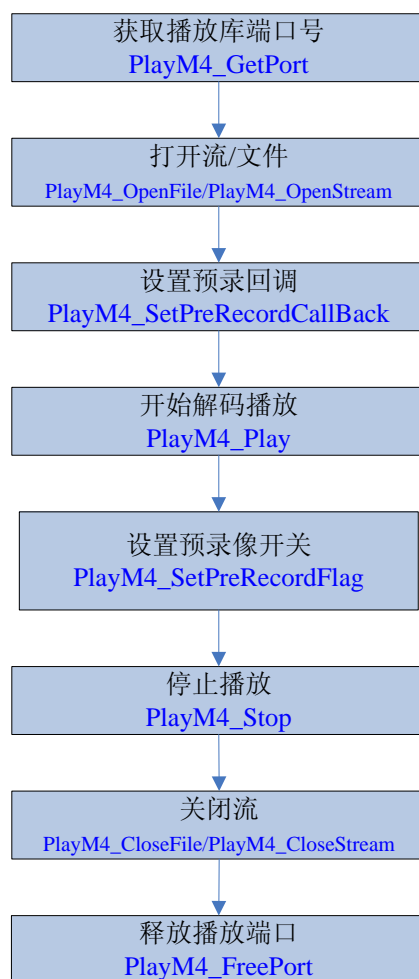 获取播放库端口号
PlayM4_GetPort
打开流/文件
PlayM4_OpenFile/PlayM4_OpenStream
设置预录回调
PlayM4_SetPreRecordCallBack
开始解码播放
PlayM4_Play
设置预录像开关
PlayM4_SetPreRecordFlag
停止播放
PlayM4_Stop
关闭流
PlayM4_CloseFile/PlayM4_CloseStream
释放播放端口
PlayM4_FreePort